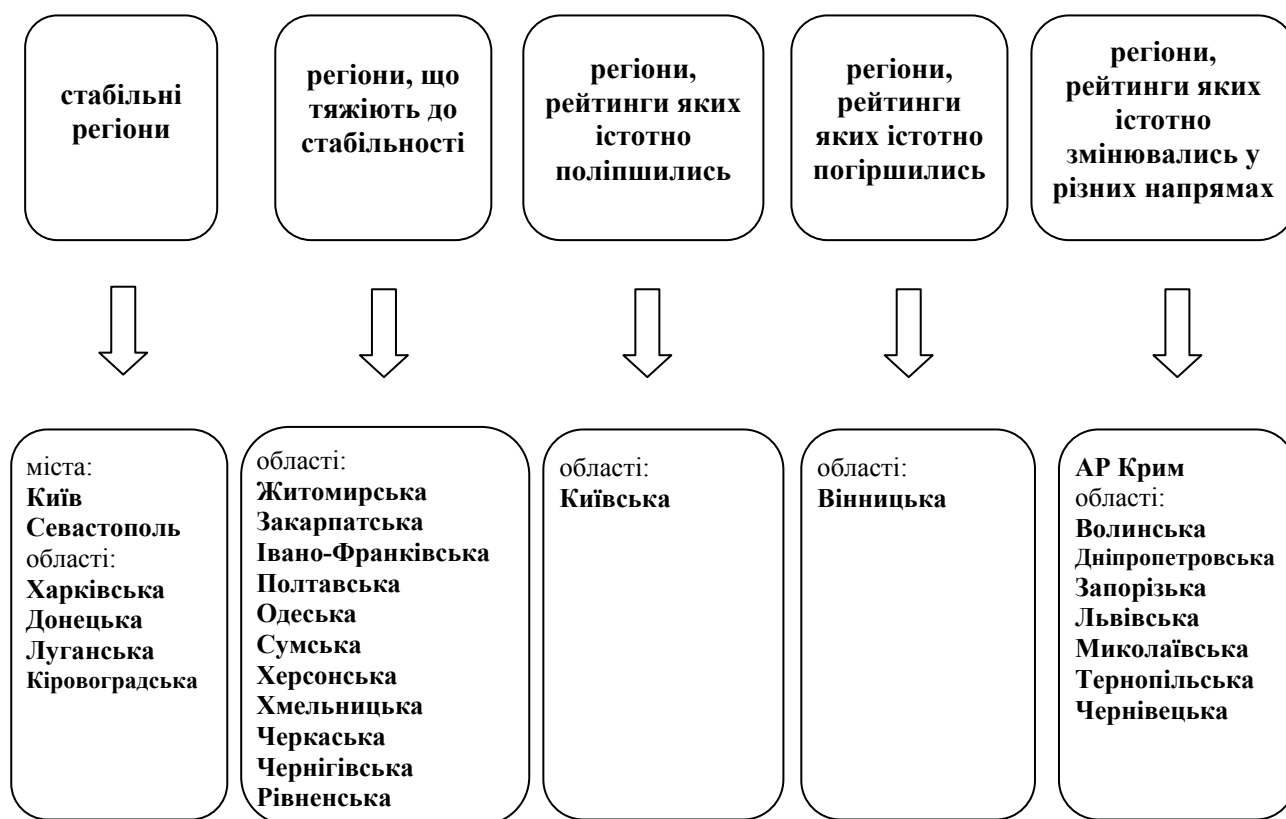 стабільні
регіони
регіони, що
тяжіють до
стабільності
регіони,
рейтинги яких
істотно
поліпшились
регіони,
рейтинги
яких істотно
погіршились
регіони,
рейтинги яких
істотно
змінювались у
різних напрямах
міста:
Київ
Севастополь
області:
Харківська
Донецька
Луганська
Кіровоградська
області:
Житомирська
Закарпатська
Івано-Франківська
Полтавська
Одеська
Сумська
Херсонська
Хмельницька
Черкаська
Чернігівська
Рівненська
області:
Київська
області:
Вінницька
АР Крим
області:
Волинська
Дніпропетровська
Запорізька
Львівська
Миколаївська
Тернопільська
Чернівецька